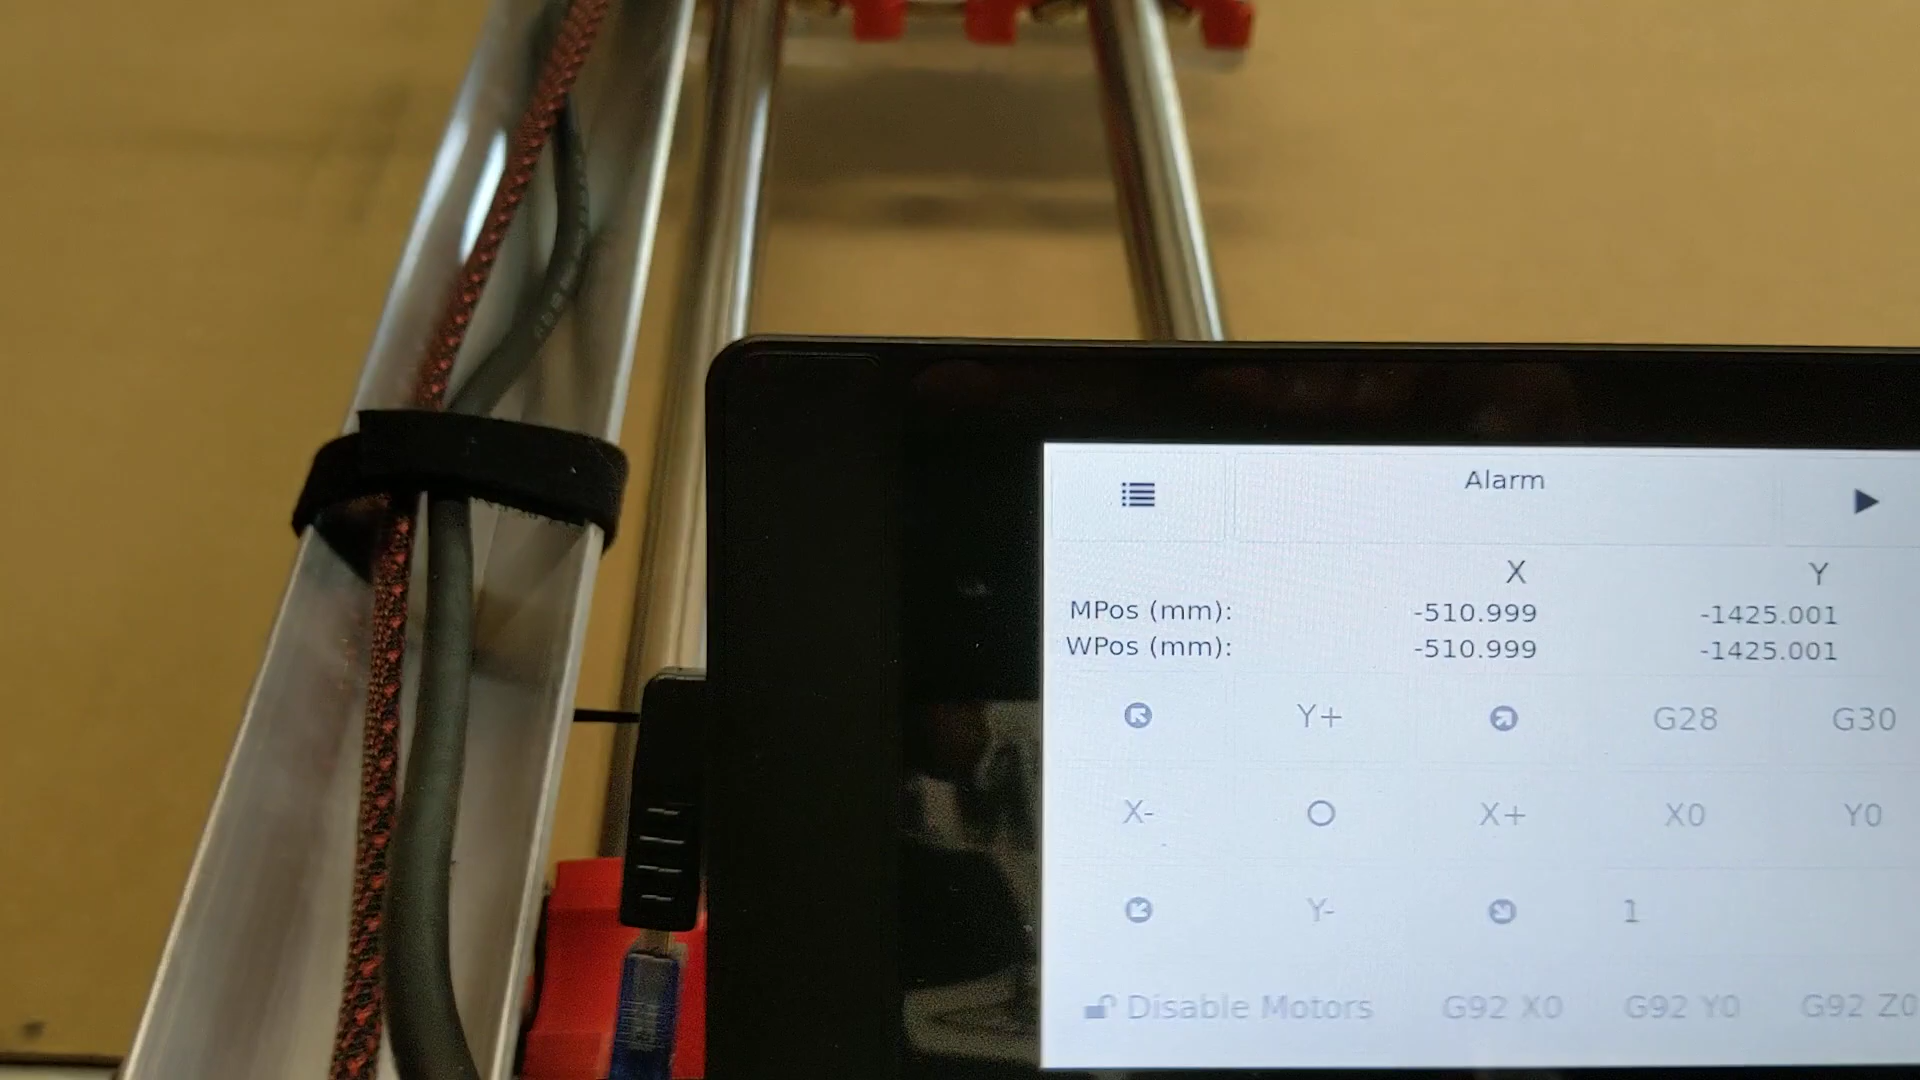 Alarm
X Y
MPos (mm): -510.999 -1425.001
WPos (mm): -510.999 -1425.001
Y+ G28 G30
X- X+ X0 Y0
Y- 1
Disable Motors G92 X0 G92 Y0 G92 Z0